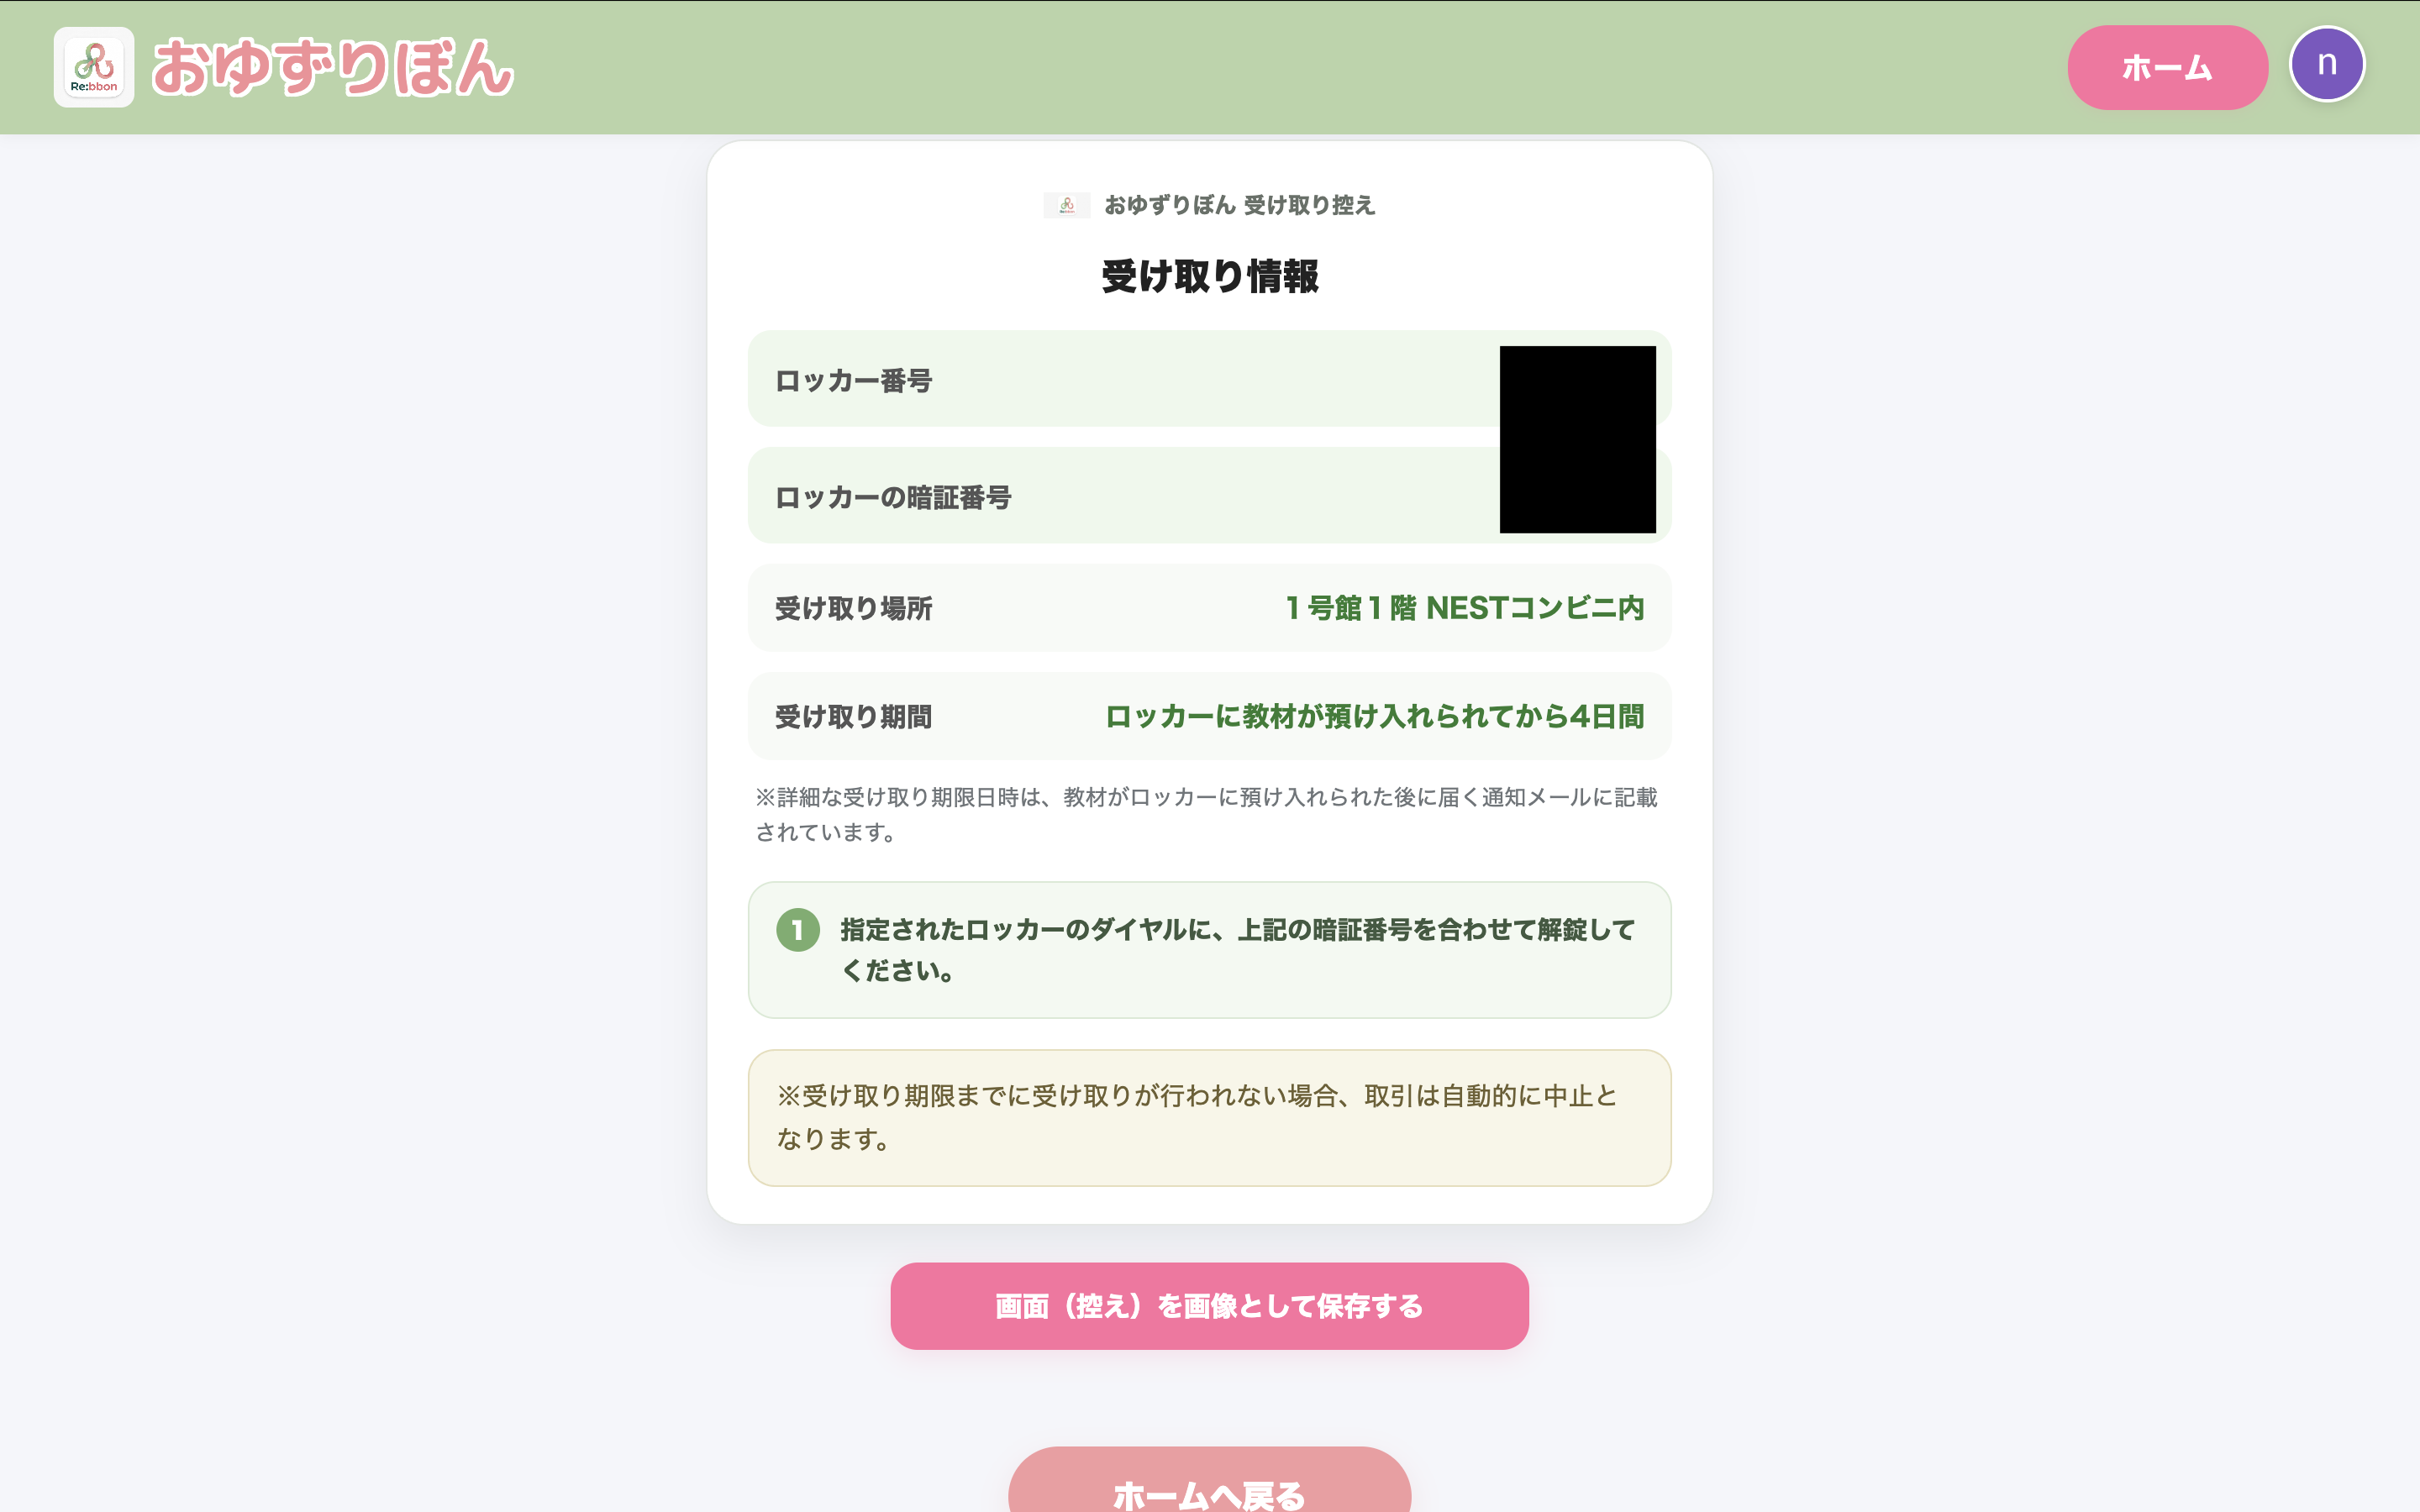 Re:bbon
おゆずりぼん
ホーム
n
おゆずりぼん 受け取り控え
受け取り情報
ロッカー番号
ロッカーの暗証番号
受け取り場所
1号館1階 NESTコンビニ内
受け取り期間
ロッカーに教材が預け入れられてから4日間
※詳細な受け取り期限日時は、教材がロッカーに預け入れられた後に届く通知メールに記載
されています。
1
指定されたロッカーのダイヤルに、上記の暗証番号を合わせて解錠して
ください。
※受け取り期限までに受け取りが行われない場合、取引は自動的に中止と
なります。
画面（控え）を画像として保存する
ホームへ戻る